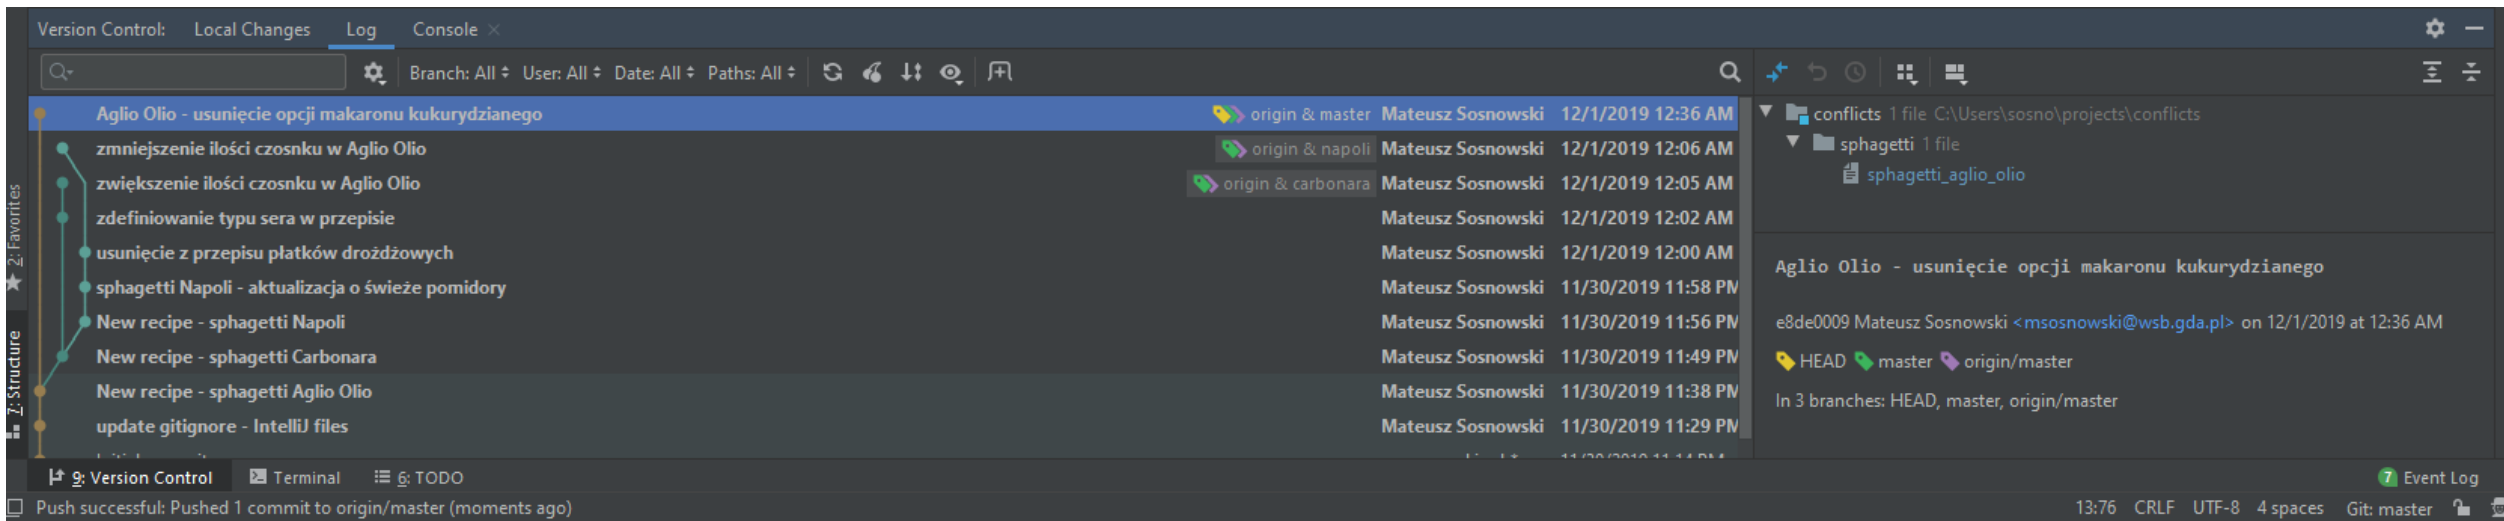 Version Control: Local Changes Log Console
Branch: All User: All Date: All Paths: All
Aglio Olio - usunięcie opcji makaronu kukurydzianego origin & master Mateusz Sosnowski 12/1/2019 12:36 AM
zmniejszenie ilości czosnku w Aglio Olio origin & napoli Mateusz Sosnowski 12/1/2019 12:06 AM
zwiększenie ilości czosnku w Aglio Olio origin & carbonara Mateusz Sosnowski 12/1/2019 12:05 AM
zdefiniowanie typu sera w przepisie Mateusz Sosnowski 12/1/2019 12:02 AM
usunięcie z przepisu płatków drożdżowych Mateusz Sosnowski 12/1/2019 12:00 AM
sphagetti Napoli - aktualizacja o świeże pomidory Mateusz Sosnowski 11/30/2019 11:58 PM
New recipe - sphagetti Napoli Mateusz Sosnowski 11/30/2019 11:56 PM
New recipe - sphagetti Carbonara Mateusz Sosnowski 11/30/2019 11:49 PM
New recipe - sphagetti Aglio Olio Mateusz Sosnowski 11/30/2019 11:38 PM
update gitignore - IntelliJ files Mateusz Sosnowski 11/30/2019 11:29 PM
conflicts 1 file C:\Users\sosno\projects\conflicts
sphagetti 1 file
sphagetti_aglio_olio
Aglio Olio - usunięcie opcji makaronu kukurydzianego
e8de0009 Mateusz Sosnowski <msosnowski@wsb.gda.pl> on 12/1/2019 at 12:36 AM
HEAD master origin/master
In 3 branches: HEAD, master, origin/master
2: Favorites
7: Structure
9: Version Control Terminal 6: TODO
7 Event Log
Push successful: Pushed 1 commit to origin/master (moments ago)
13:76 CRLF UTF-8 4 spaces Git: master